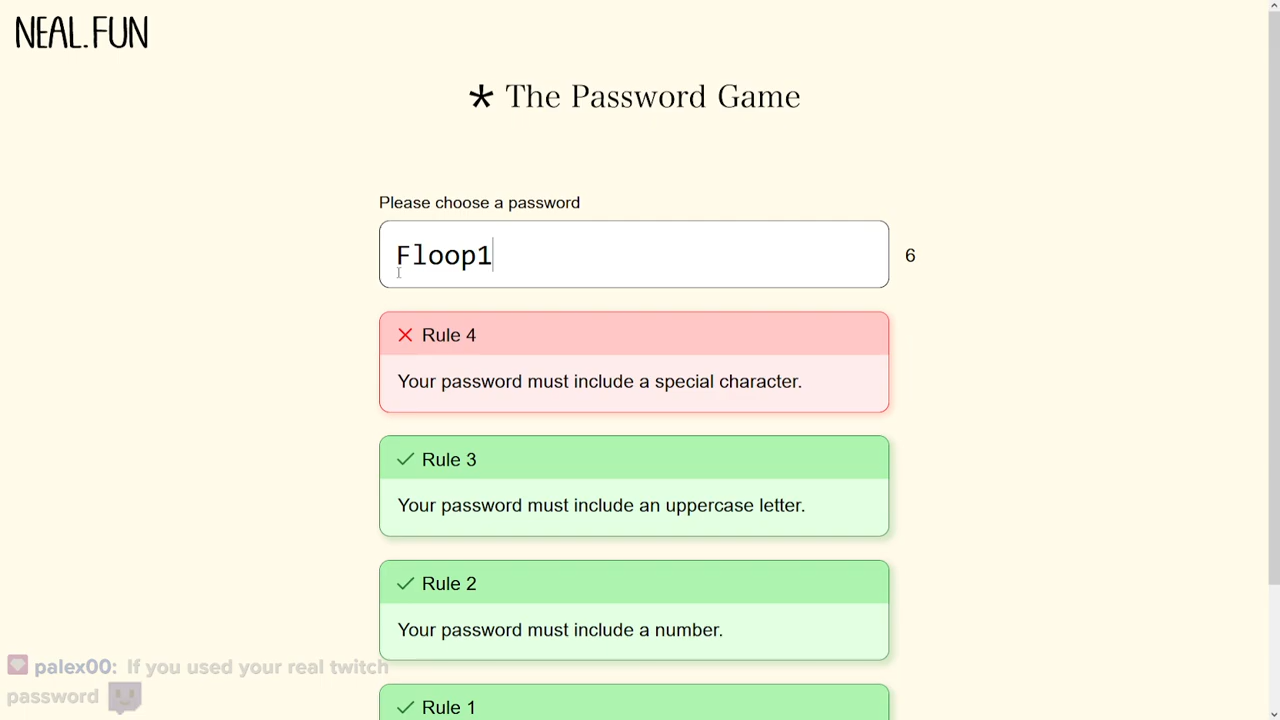 NEAL.FUN
* The Password Game
Please choose a password
Floop1
6
Rule 4
Your password must include a special character.
Rule 3
Your password must include an uppercase letter.
Rule 2
Your password must include a number.
palex00: If you used your real twitch
password
Rule 1